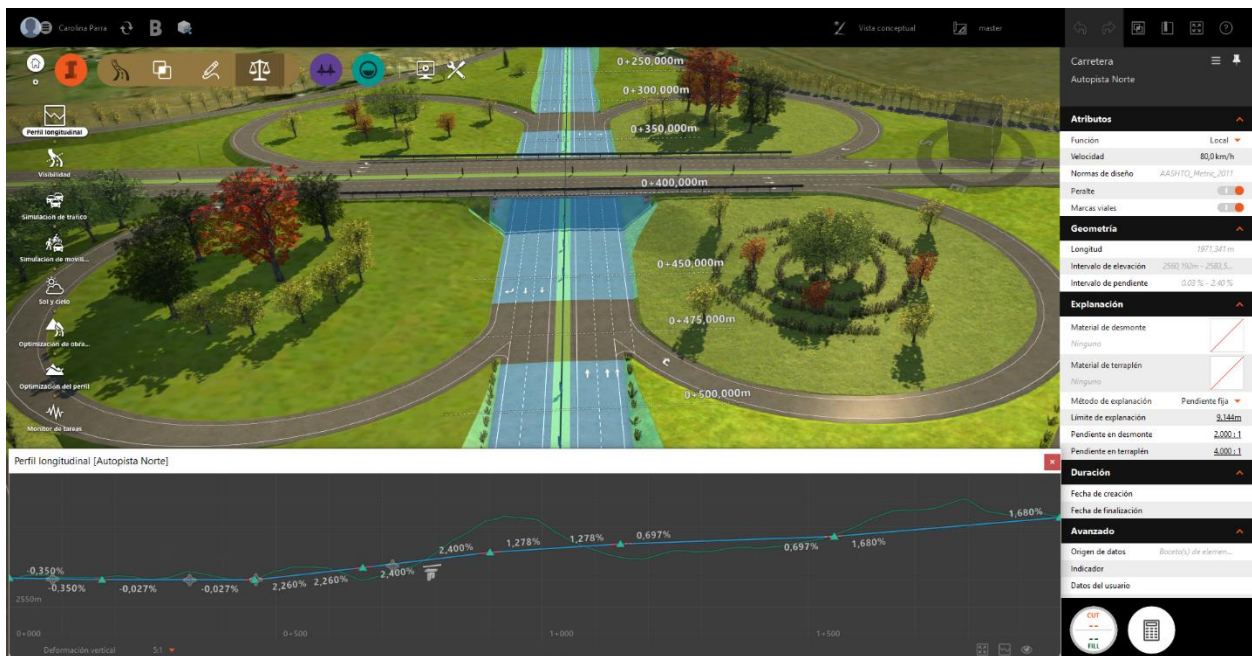 Carolina Parra
B
Vista conceptual
master
Perfil longitudinal
Visibilidad
Simulación de tráfico
Simulación de movili...
Sol y cielo
Optimización de obra...
Optimización del perfil
Monitor de tareas
0+250,000m
0+300,000m
0+350,000m
0+400,000m
0+450,000m
0+475,000m
0+500,000m
Carretera
Autopista Norte
Atributos
Función Local
Velocidad 80,0 km/h
Normas de diseño AASHTO_Metric_2011
Peralte
Marcas viales
Geometría
Longitud 1971,341 m
Intervalo de elevación 2560,192m - 2583,5...
Intervalo de pendiente 0.03 % - 2.40 %
Explanación
Material de desmonte
Ninguno
Material de terraplén
Ninguno
Método de explanación Pendiente fija
Límite de explanación 9,144m
Pendiente en desmonte 2,000 : 1
Pendiente en terraplén 4,000 : 1
Duración
Fecha de creación
Fecha de finalización
Avanzado
Origen de datos Boceto(s) de elemen...
Indicador
Datos del usuario
CUT
--
--
FILL
Perfil longitudinal [Autopista Norte]
-0,350%
-0,350%
-0,027%
-0,027%
2,260%
2,260%
2,400%
2,400%
1,278%
1,278%
0,697%
0,697%
1,680%
1,680%
2550m
0+000
0+500
1+000
1+500
Deformación vertical 5:1